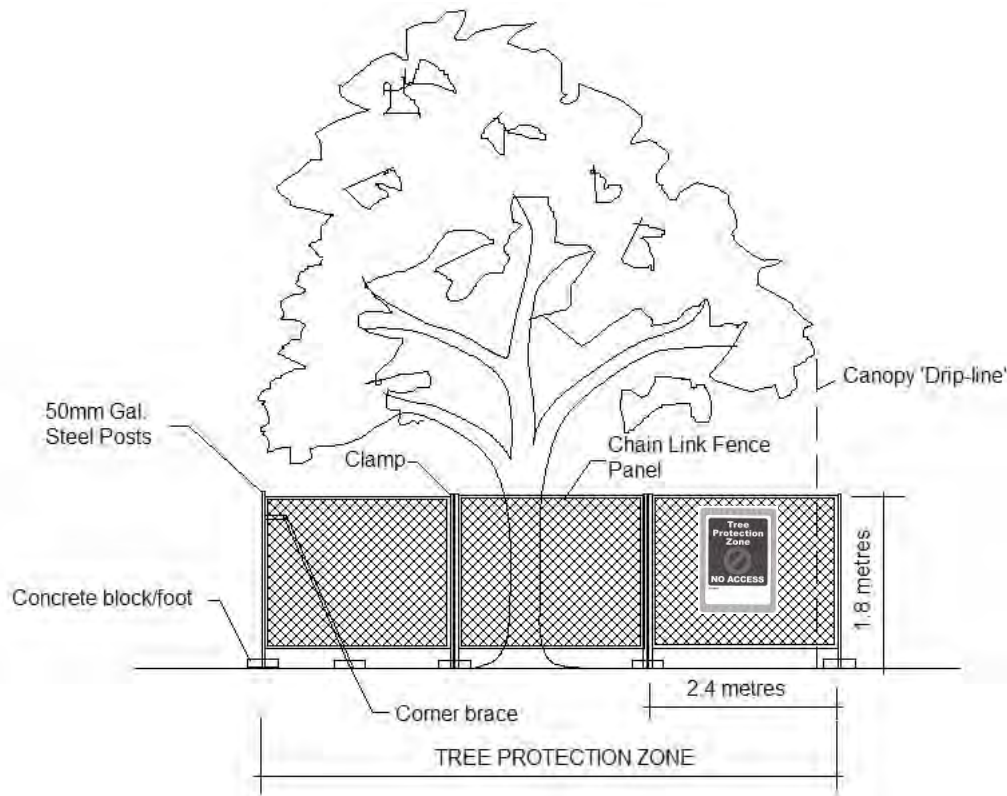 Canopy 'Drip-line'
50mm Gal.
Steel Posts
Clamp
Chain Link Fence
Panel
Tree
Protection
Zone
NO ACCESS
1.8 metres
Concrete block/foot
2.4 metres
Corner brace
TREE PROTECTION ZONE